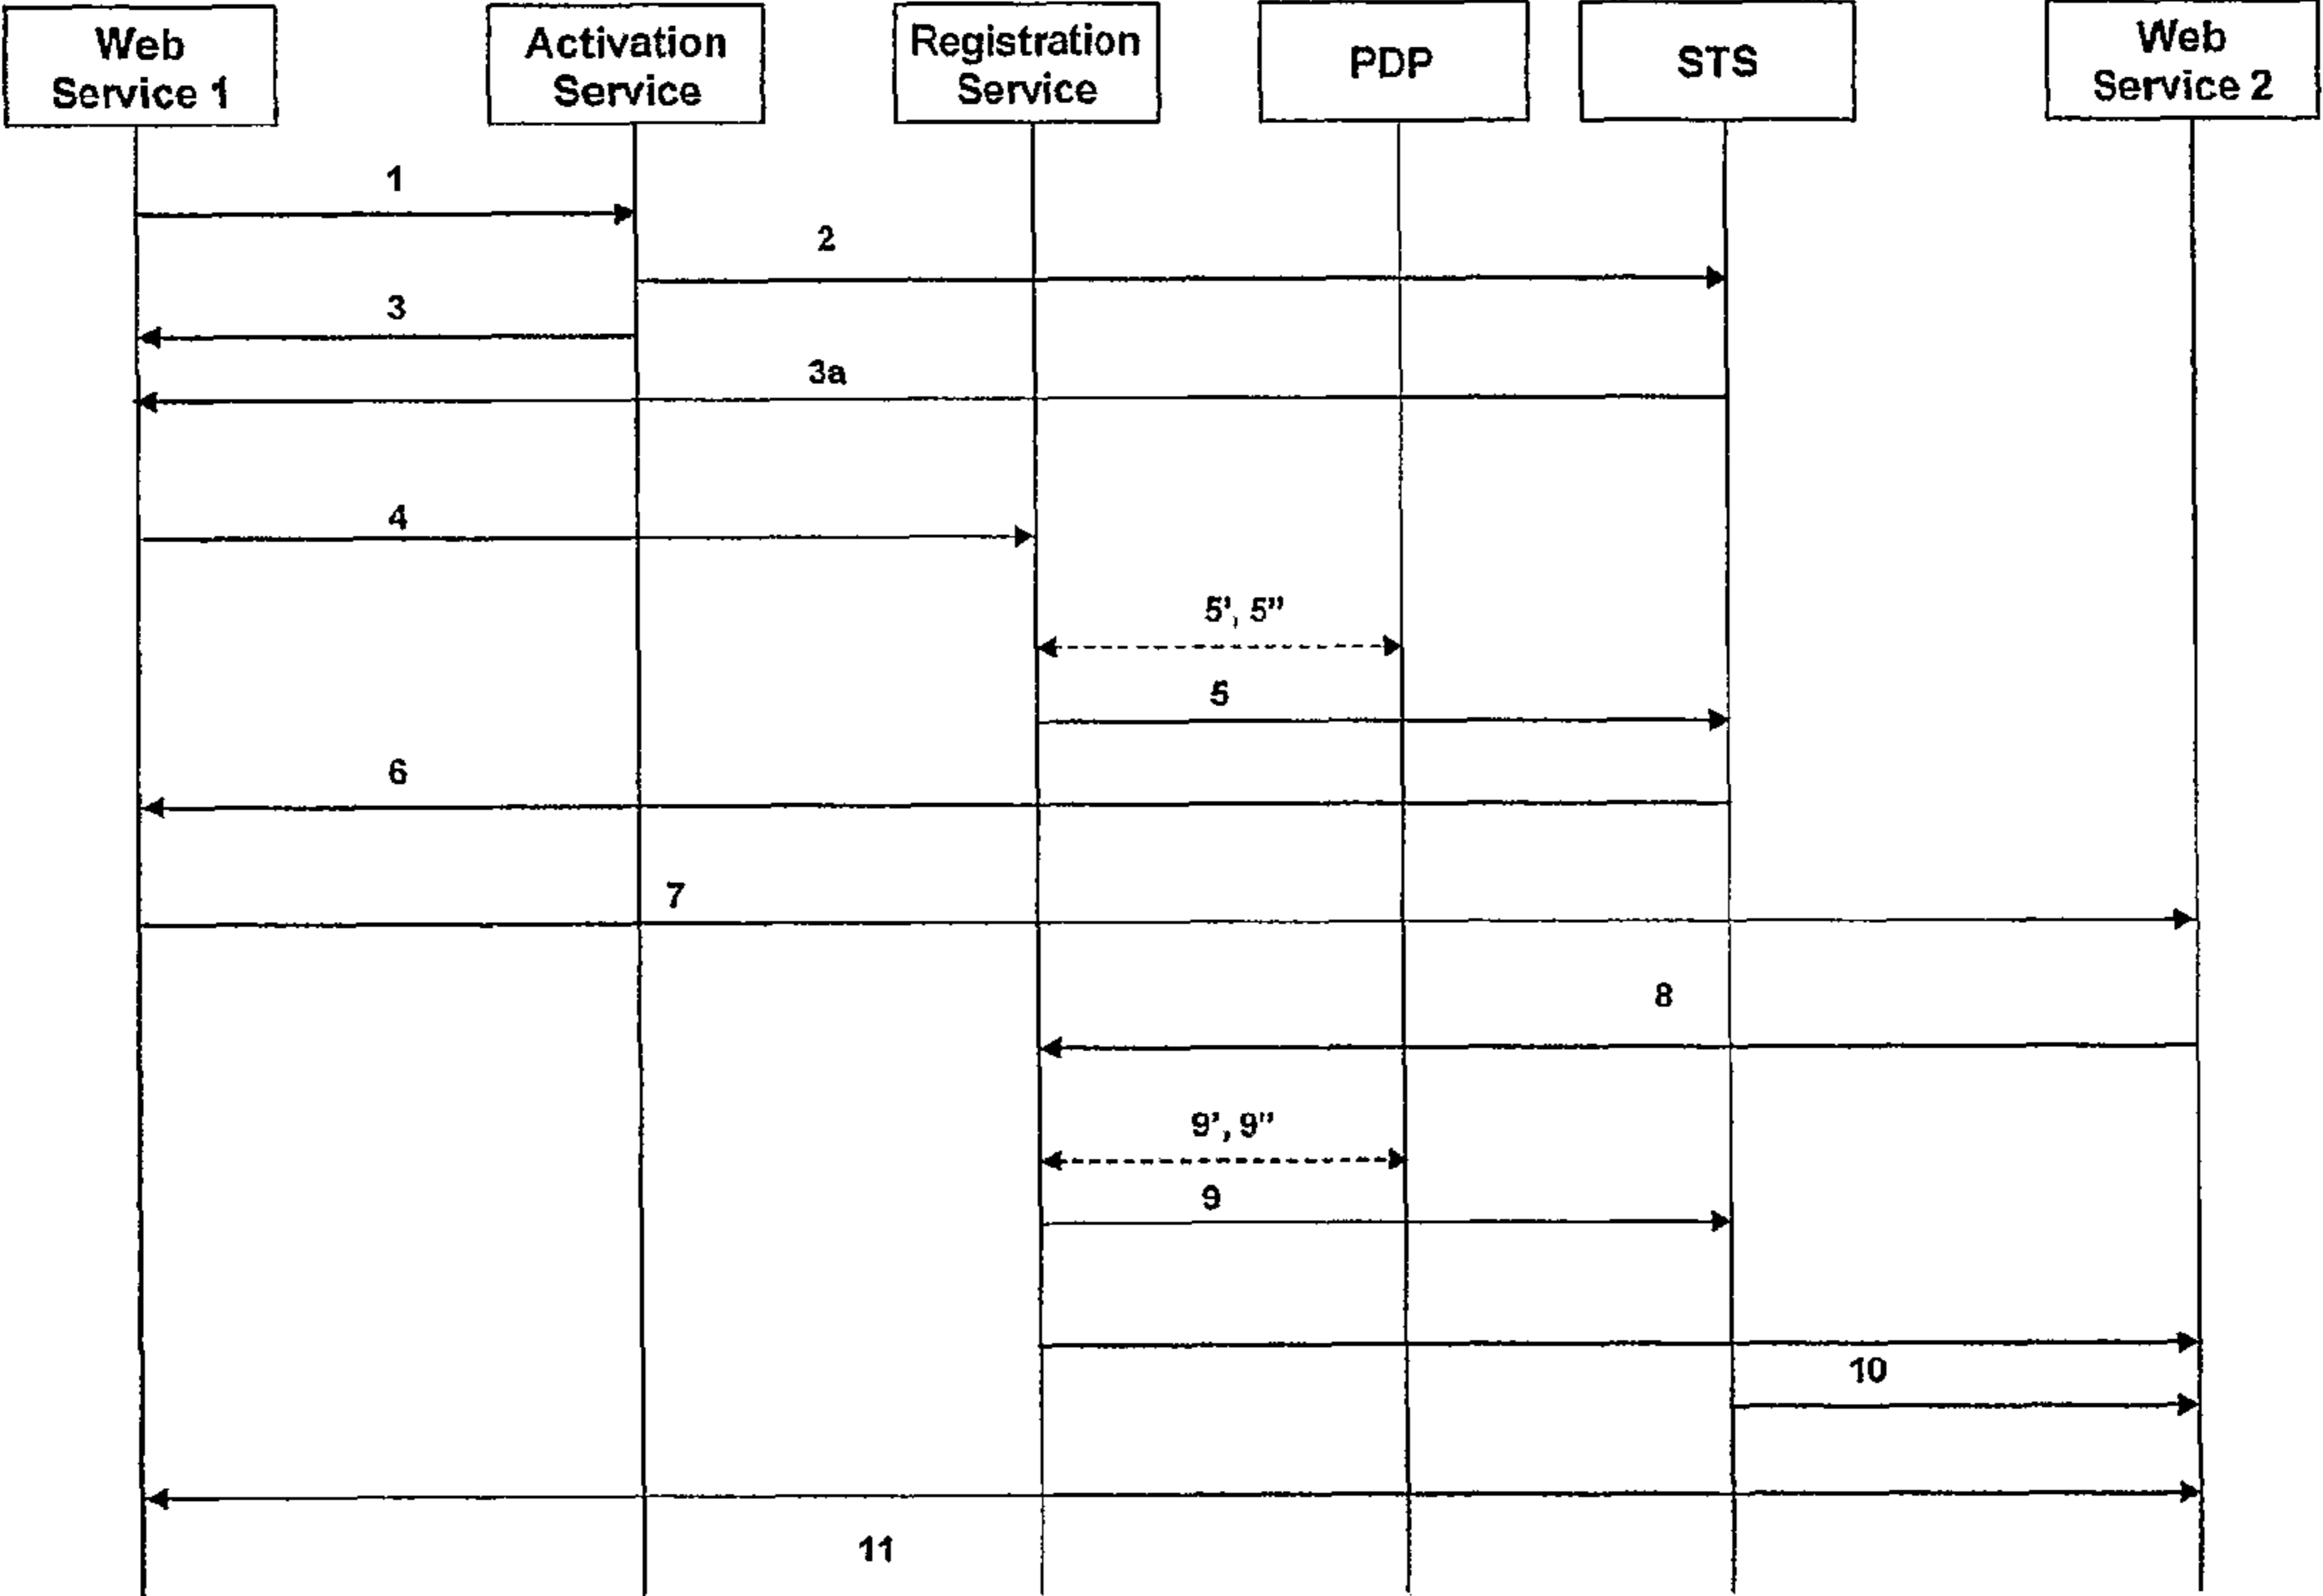 Web
Service 1
Activation
Service
Registration
Service
PDP
STS
Web
Service 2
1
2
3
3a
4
5', 5"
5
6
7
8
9', 9"
9
10
11